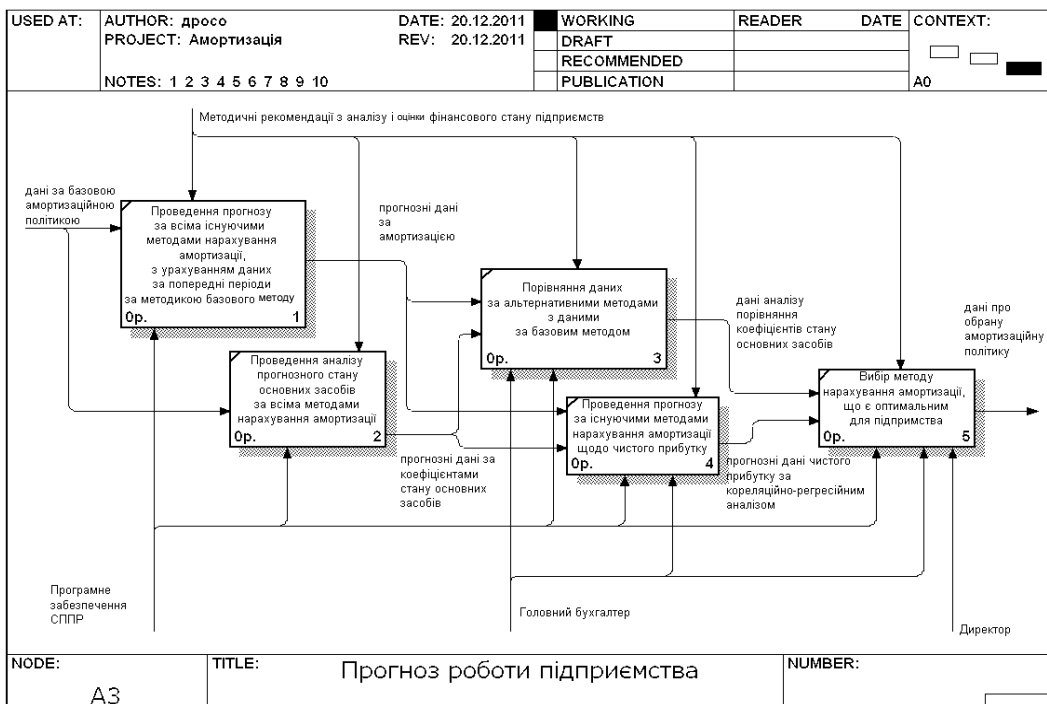 USED AT:
AUTHOR: дросо
DATE: 20.12.2011
WORKING
READER
DATE
CONTEXT:
PROJECT: Амортизація
REV: 20.12.2011
DRAFT
RECOMMENDED
NOTES: 1 2 3 4 5 6 7 8 9 10
PUBLICATION
A0
Методичні рекомендації з аналізу і оцінки фінансового стану підприємств
дані за базовою
амортизаційною
політикою
Проведення прогнозу
за всіма існуючими
методами нарахування
амортизації,
з урахуванням даних
за попередні періоди
за методикою базового методу
0р.
1
прогнозні дані
за
амортизацією
Порівняння даних
за альтернативними методами
з даними
за базовим методом
0р.
3
дані аналізу
порівняння
коефіцієнтів стану
основних засобів
дані про
обрану
амортизаційну
політику
Проведення аналізу
прогнозного стану
основних засобів
за всіма методами
нарахування амортизації
0р.
2
Вибір методу
нарахування амортизації,
що є оптимальним
для підпримства
0р.
5
Проведення прогнозу
за існуючими методами
нарахування амортизації
щодо чистого прибутку
0р.
4
прогнозні дані за
коефіцієнтами
стану основних
засобів
прогнозні дані чистого
прибутку за
кореляційно-регресійним
аналізом
Програмне
забезпечення
СППР
Головний бухгалтер
Директор
NODE:
TITLE:
Прогноз роботи підприємства
NUMBER:
А3